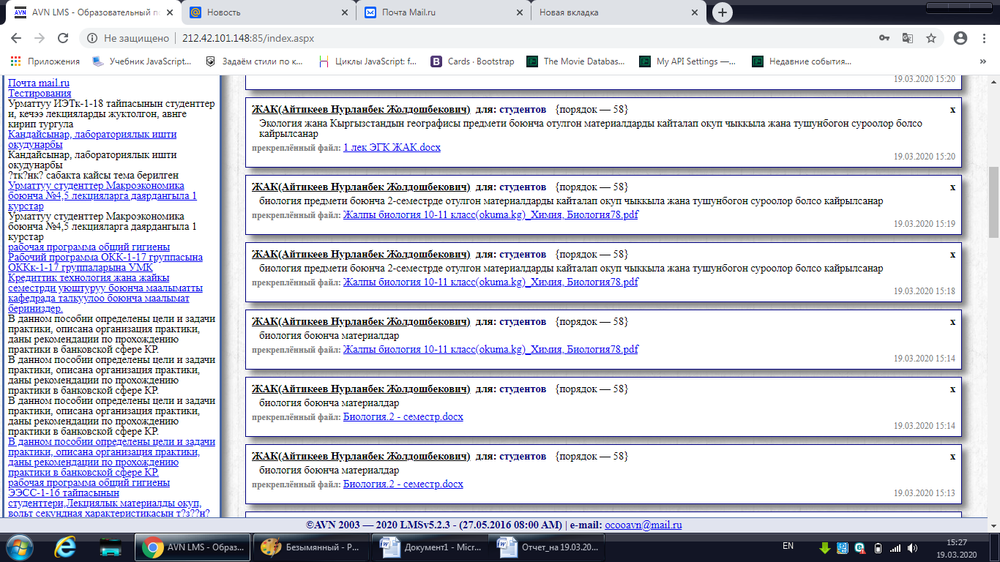 AVN LMS - Образовательный п
Новость
Почта Mail.ru
Новая вкладка
Не защищено
212.42.101.148:85/index.aspx
Приложения
Учебник JavaScript...
Задаём стили по к...
Циклы JavaScript: f...
Cards · Bootstrap
The Movie Databas...
My API Settings —...
Недавние события...
»
Почта mail.ru
Тестирования
Урматтуу ИЭТк-1-18 тайпасынын студенттер
и, кечээ лекцияларды жуктолгон, авнге
кирип тургула
Кандайсынар, лабораториялык ишти
окудунарбы
Кандайсынар, лабораториялык ишти
окудунарбы
?тк?нк? сабакта кайсы тема берилген
Урматтуу студенттер Макроэкономика
боюнча №4,5 лекцияларга даярдангыла 1
курстар
Урматтуу студенттер Макроэкономика
боюнча №4,5 лекцияларга даярдангыла 1
курстар
рабочая программа общий гигиены
Рабочий программа ОКК-1-17 группасына
ОККк-1-17 группаларына УМК
Кредиттик технология жана жайкы
семестрди уюштуруу боюнча маалыматты
кафедрада талкуулоо боюнча маалымат
бериниздер.
В данном пособии определены цели и задачи
практики, описана организация практики,
даны рекомендации по прохождению
практики в банковской сфере КР.
В данном пособии определены цели и задачи
практики, описана организация практики,
даны рекомендации по прохождению
практики в банковской сфере КР.
В данном пособии определены цели и задачи
практики, описана организация практики,
даны рекомендации по прохождению
практики в банковской сфере КР.
В данном пособии определены цели и задачи
практики, описана организация практики,
даны рекомендации по прохождению
практики в банковской сфере КР.
рабочая программа общий гигиены
ЭЭСС-1-16 тайпасынын
студенттери,Лекциялык материалды окуп,
вольт секундная характеристикасын т?з??н?
19.03.2020 15:20
ЖАК(Айтикеев Нурланбек Жолдошбекович) для: студентов {порядок — 58} x
Экология жана Кыргызстандын географисы предмети боюнча отулгон материалдарды кайталап окуп чыккыла жана тушунбогон суроолор болсо
кайрылсанар
прекреплённый файл: 1 лек ЭГК ЖАК.docx
19.03.2020 15:20
ЖАК(Айтикеев Нурланбек Жолдошбекович) для: студентов {порядок — 58} x
биология предмети боюнча 2-семестрде отулгон материалдарды кайталап окуп чыккыла жана тушунбогон суроолор болсо кайрылсанар
прекреплённый файл: Жалпы биология 10-11 класс(okuma.kg)_Химия, Биология78.pdf
19.03.2020 15:19
ЖАК(Айтикеев Нурланбек Жолдошбекович) для: студентов {порядок — 58} x
биология предмети боюнча 2-семестрде отулгон материалдарды кайталап окуп чыккыла жана тушунбогон суроолор болсо кайрылсанар
прекреплённый файл: Жалпы биология 10-11 класс(okuma.kg)_Химия, Биология78.pdf
19.03.2020 15:18
ЖАК(Айтикеев Нурланбек Жолдошбекович) для: студентов {порядок — 58} x
биология боюнча материалдар
прекреплённый файл: Жалпы биология 10-11 класс(okuma.kg)_Химия, Биология78.pdf
19.03.2020 15:14
ЖАК(Айтикеев Нурланбек Жолдошбекович) для: студентов {порядок — 58} x
биология боюнча материалдар
прекреплённый файл: Биология.2 - семестр.docx
19.03.2020 15:14
ЖАК(Айтикеев Нурланбек Жолдошбекович) для: студентов {порядок — 58} x
биология боюнча материалдар
прекреплённый файл: Биология.2 - семестр.docx
19.03.2020 15:13
©AVN 2003 — 2020 LMSv5.2.3 - (27.05.2016 08:00 AM) | e-mail: ocooavn@mail.ru
AVN LMS - Образ...
Безымянный - P...
Документ1 - Micr...
Отчет_на 19.03.20...
EN
15:27
19.03.2020